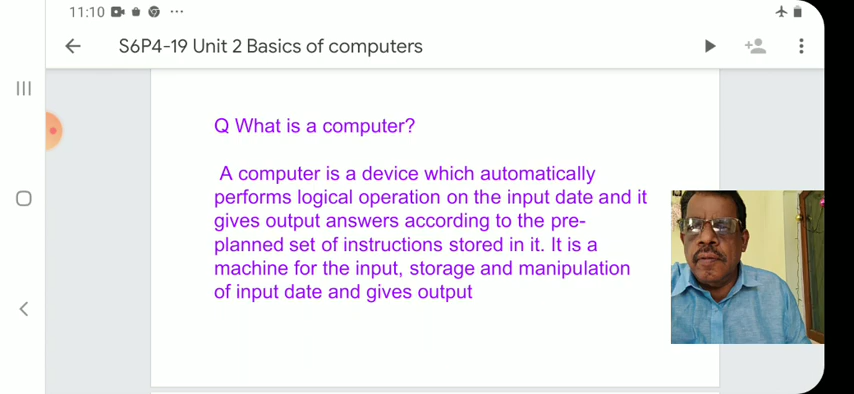 11:10
S6P4-19 Unit 2 Basics of computers
Q What is a computer?
A computer is a device which automatically
performs logical operation on the input date and it
gives output answers according to the pre-
planned set of instructions stored in it. It is a
machine for the input, storage and manipulation
of input date and gives output